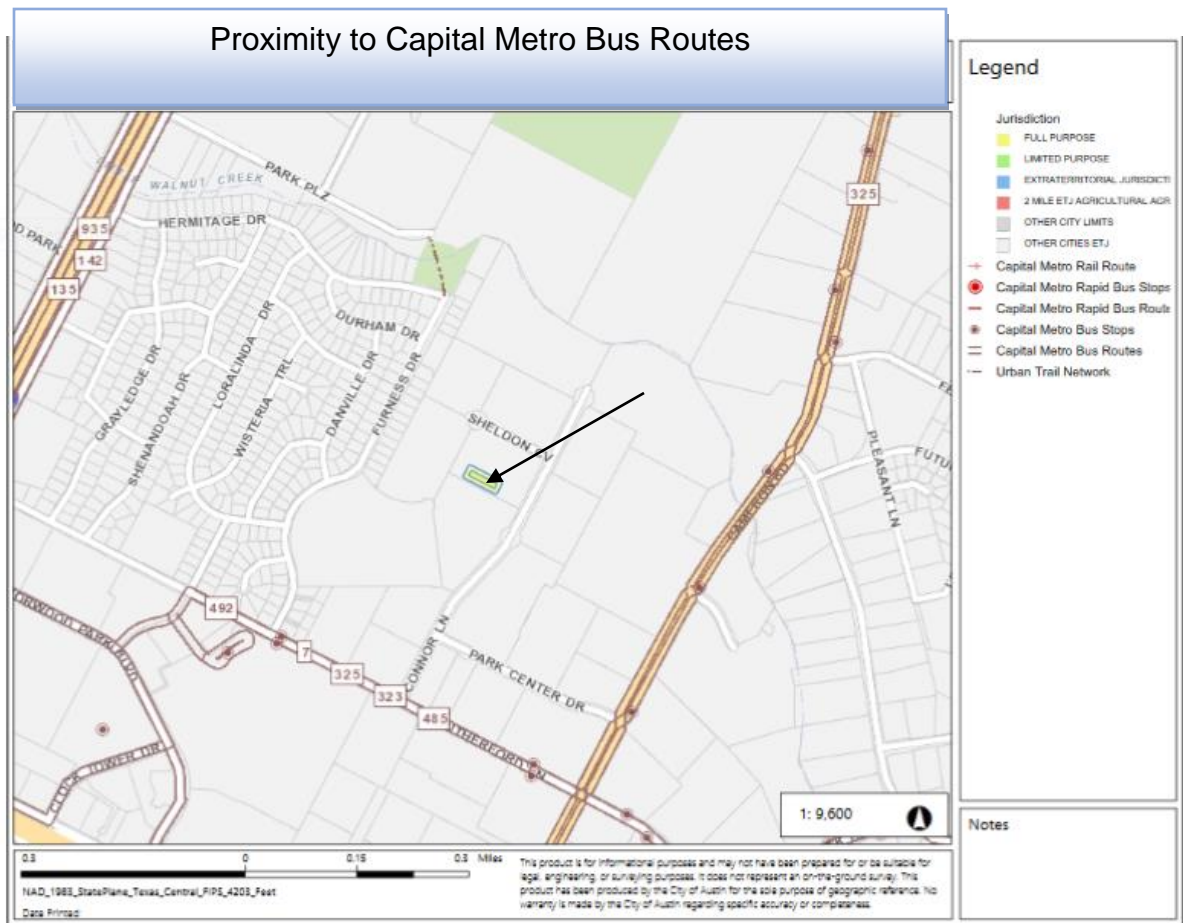 Proximity to Capital Metro Bus Routes
Legend
Jurisdiction
FULL PURPOSE
LIMITED PURPOSE
EXTRATERRITORIAL JURISDICTI
2 MILE ETJ AGRICULTURAL AGR
OTHER CITY LIMITS
OTHER CITIES ETJ
Capital Metro Rail Route
Capital Metro Rapid Bus Stops
Capital Metro Rapid Bus Route
Capital Metro Bus Stops
Capital Metro Bus Routes
Urban Trail Network
Notes
PARK PLZ
WALNUT CREEK
HERMITAGE DR
935
142
135
325
DURHAM DR
GRAYLEDGE DR
SHENANDOAH DR
LORALINDA DR
WISTERIA TRL
DANVILLE DR
FURNESS DR
SHELDON CV
CAMERON RD
PLEASANT LN
492
7
325
323
485
CONNOR LN
PARK CENTER DR
CLOCK TOWER DR
1: 9,600
0.3 0 0.15 0.3 Miles
NAD_1983_StatePlane_Texas_Central_FIPS_4203_Feet
Date Printed:
This product is for informational purposes and may not have been prepared for or be suitable for
legal, engineering, or surveying purposes. It does not represent an on-the-ground survey. This
product has been produced by the City of Austin for the sole purpose of geographic reference. No
warranty is made by the City of Austin regarding specific accuracy or completeness.